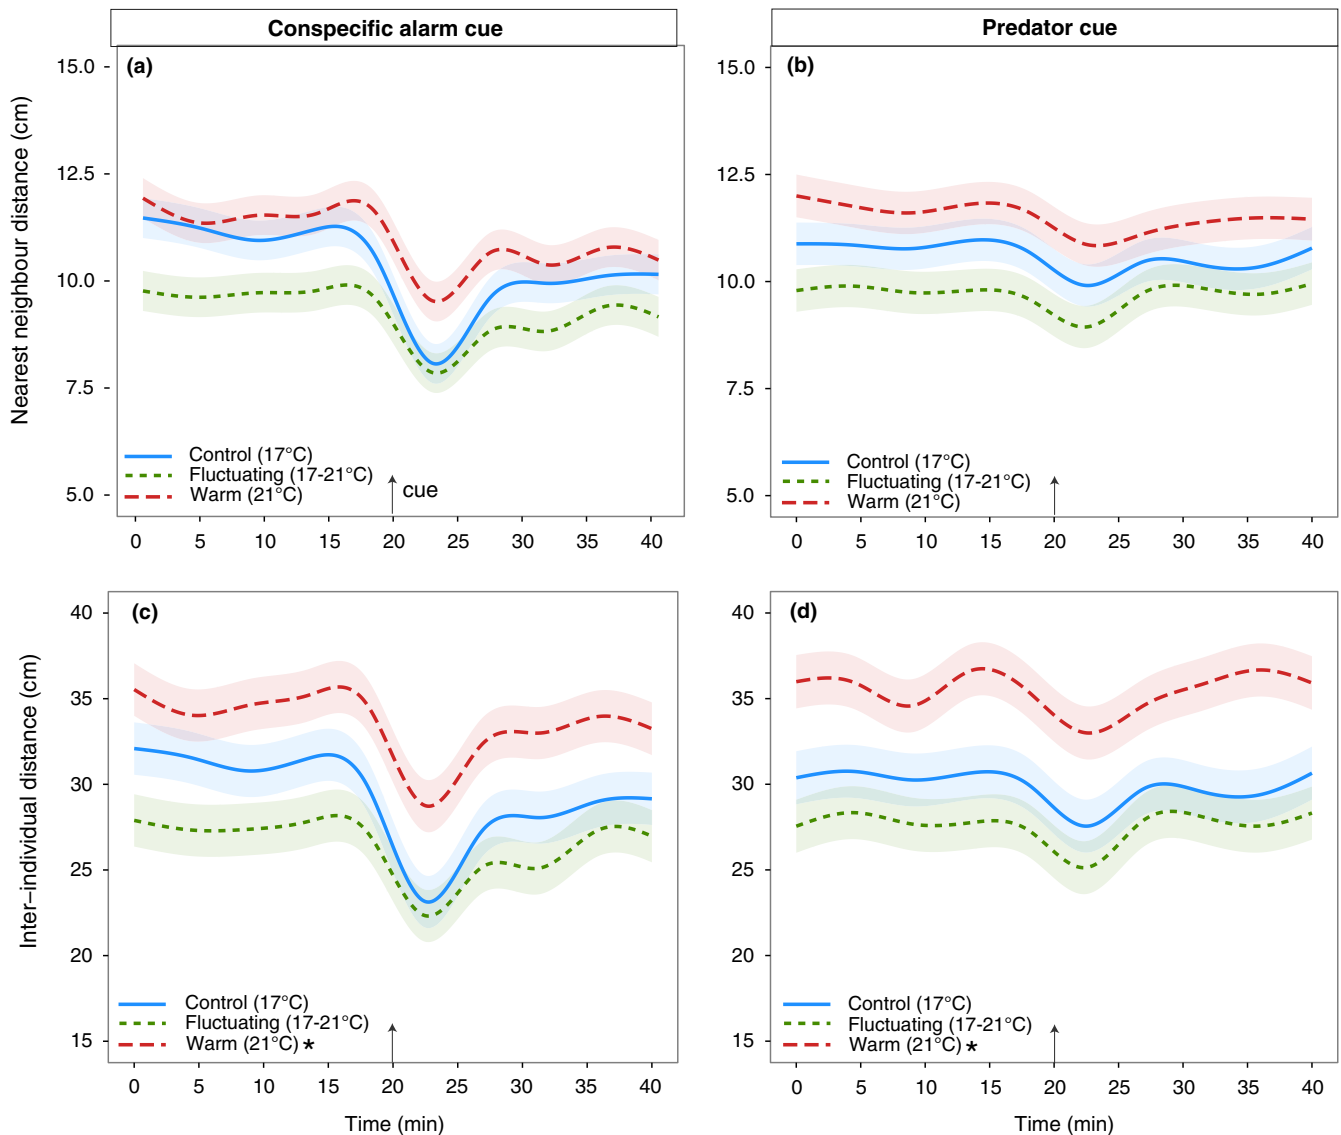 Conspecific alarm cue
Predator cue
Nearest neighbour distance (cm)
(a)
15.0
12.5
10.0
7.5
5.0
Control (17°C)
Fluctuating (17-21°C)
Warm (21°C)
cue
0 5 10 15 20 25 30 35 40
(b)
15.0
12.5
10.0
7.5
5.0
Control (17°C)
Fluctuating (17-21°C)
Warm (21°C)
0 5 10 15 20 25 30 35 40
Inter–individual distance (cm)
(c)
40
35
30
25
20
15
Control (17°C)
Fluctuating (17-21°C)
Warm (21°C) *
0 5 10 15 20 25 30 35 40
Time (min)
(d)
40
35
30
25
20
15
Control (17°C)
Fluctuating (17-21°C)
Warm (21°C) *
0 5 10 15 20 25 30 35 40
Time (min)